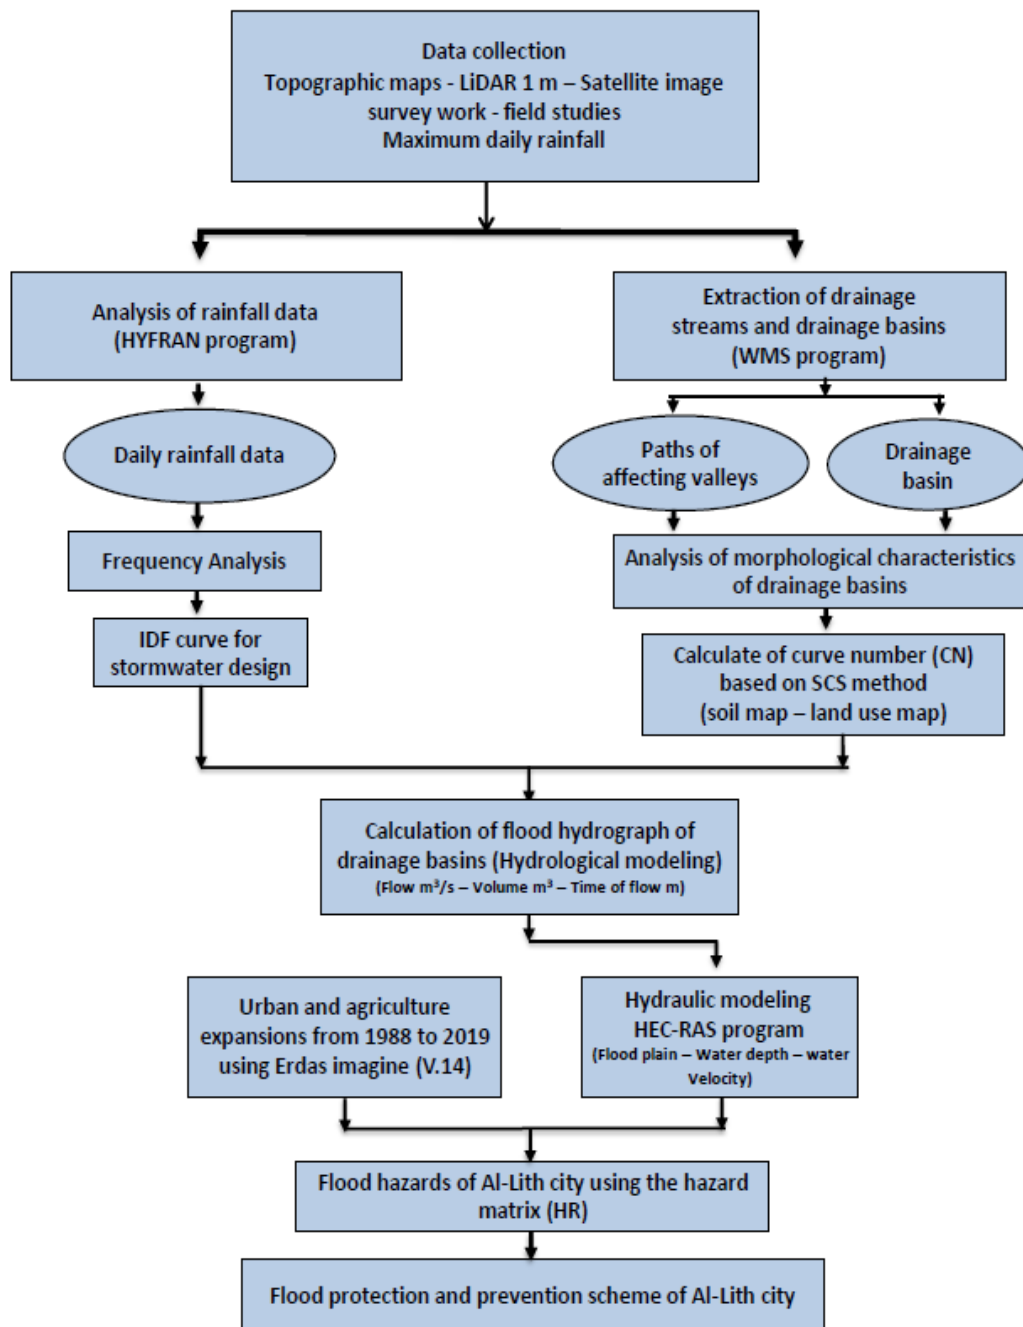 Data collection
Topographic maps - LiDAR 1 m – Satellite image
survey work - field studies
Maximum daily rainfall
Analysis of rainfall data
(HYFRAN program)
Extraction of drainage
streams and drainage basins
(WMS program)
Daily rainfall data
Paths of
affecting valleys
Drainage
basin
Frequency Analysis
Analysis of morphological characteristics
of drainage basins
IDF curve for
stormwater design
Calculate of curve number (CN)
based on SCS method
(soil map – land use map)
Calculation of flood hydrograph of
drainage basins (Hydrological modeling)
(Flow m³/s – Volume m³ – Time of flow m)
Urban and agriculture
expansions from 1988 to 2019
using Erdas imagine (V.14)
Hydraulic modeling
HEC-RAS program
(Flood plain – Water depth – water
Velocity)
Flood hazards of Al-Lith city using the hazard
matrix (HR)
Flood protection and prevention scheme of Al-Lith city